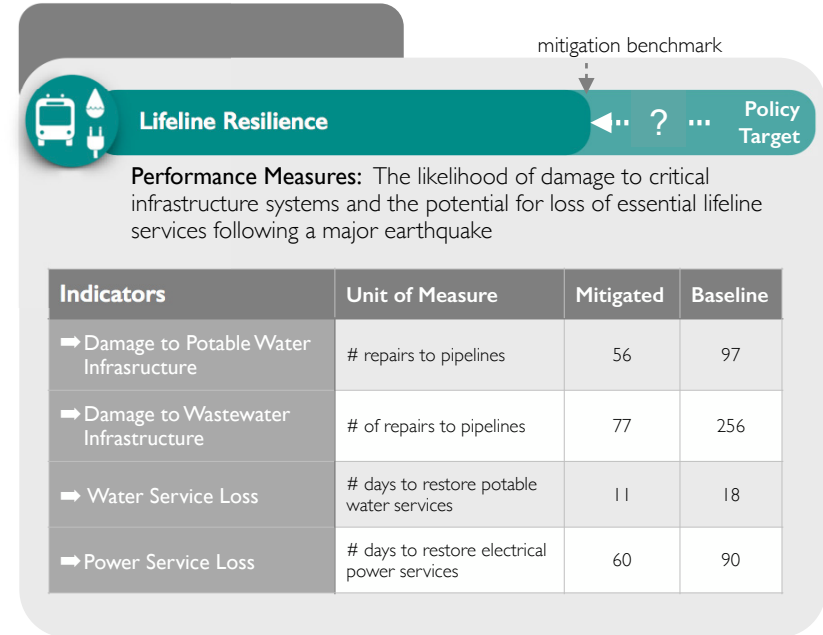 mitigation benchmark
Lifeline Resilience
?
Policy
Target
Performance Measures: The likelihood of damage to critical
infrastructure systems and the potential for loss of essential lifeline
services following a major earthquake
Indicators Unit of Measure Mitigated Baseline
➡ Damage to Potable Water
Infrasructure
# repairs to pipelines 56 97
➡ Damage to Wastewater
Infrastructure
# of repairs to pipelines 77 256
➡ Water Service Loss
# days to restore potable
water services
11 18
➡ Power Service Loss
# days to restore electrical
power services
60 90